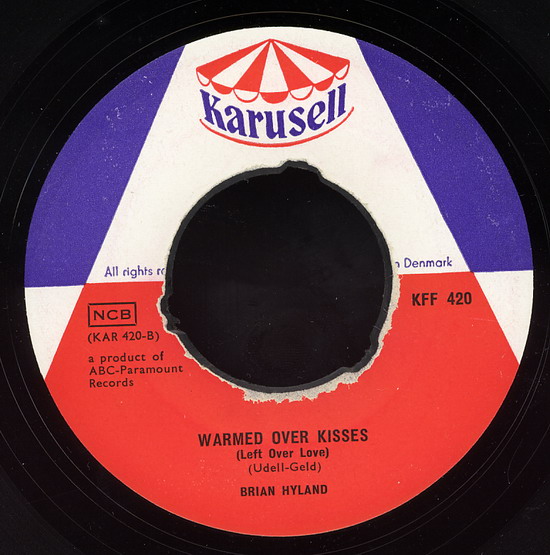 Karusell
All rights
Denmark
NCB
KFF 420
(KAR 420-B)
a product of
ABC-Paramount
Records
WARMED OVER KISSES
(Left Over Love)
(Udell-Geld)
BRIAN HYLAND